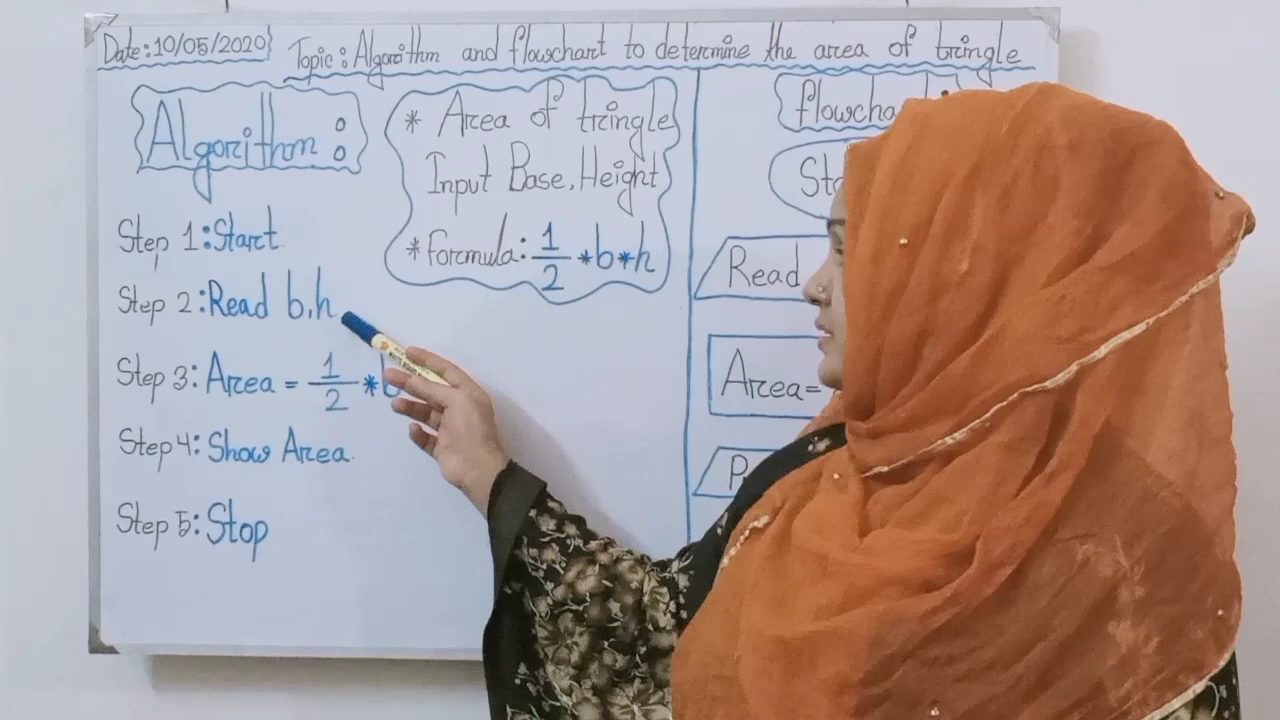 Date:10/05/2020
Topic: Algorithm and flowchart to determine the area of tringle
Algorithm:
Step 1: Start
Step 2: Read b,h
Step 3: Area = 1/2 * b
Step 4: Show Area.
Step 5: Stop
* Area of tringle
Input Base, Height
* Formula: 1/2 * b * h
Read
Area=